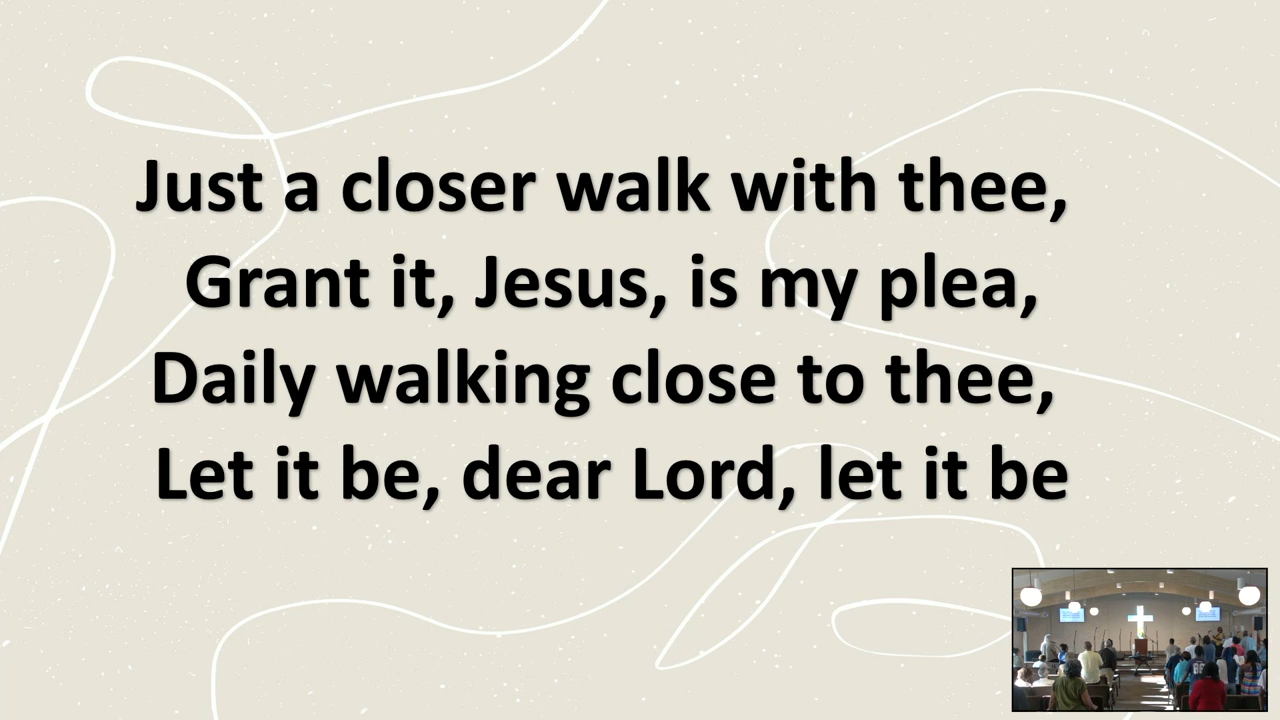 Just a closer walk with thee,
Grant it, Jesus, is my plea,
Daily walking close to thee,
Let it be, dear Lord, let it be